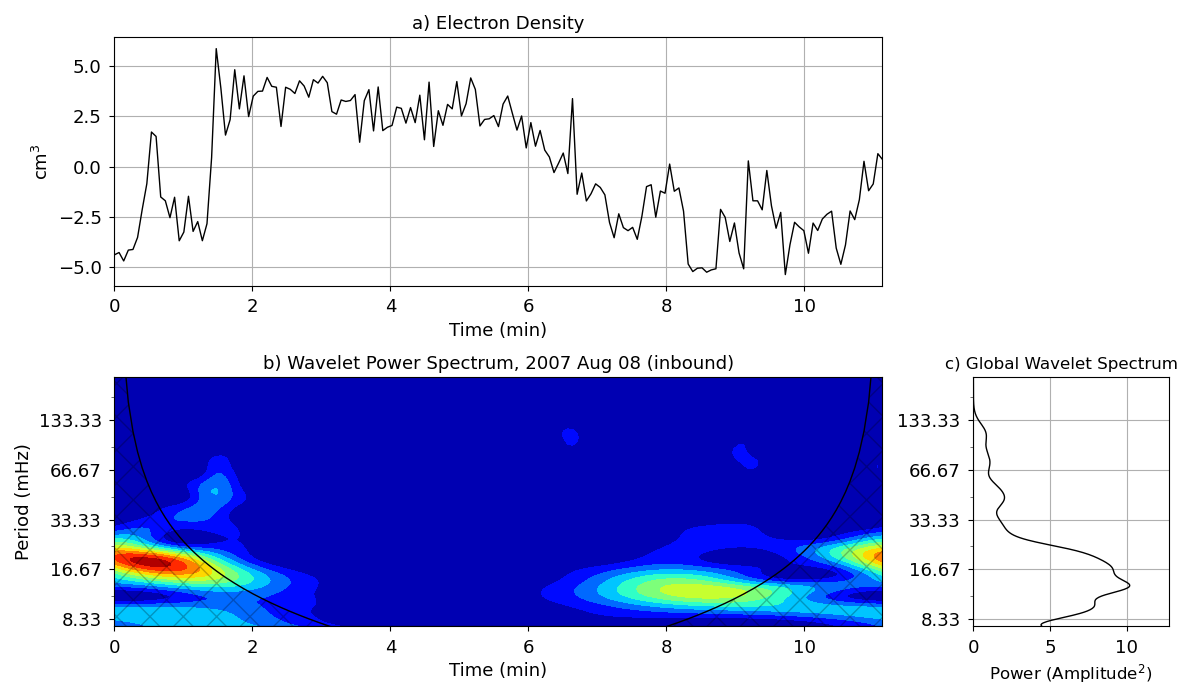 a) Electron Density
5.0
2.5
0.0
−2.5
−5.0
cm³
0 2 4 6 8 10
Time (min)
b) Wavelet Power Spectrum, 2007 Aug 08 (inbound)
133.33
66.67
33.33
16.67
8.33
Period (mHz)
0 2 4 6 8 10
Time (min)
c) Global Wavelet Spectrum
133.33
66.67
33.33
16.67
8.33
0 5 10
Power (Amplitude²)